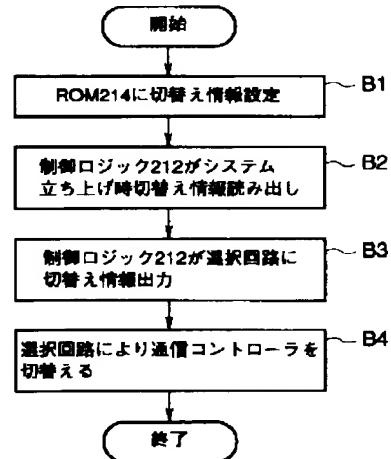 開始
ROM214に切替え情報設定
B1
制御ロジック212がシステム
立ち上げ時切替え情報読み出し
B2
制御ロジック212が選択回路に
切替え情報出力
B3
選択回路により通信コントローラを
切替える
B4
終了